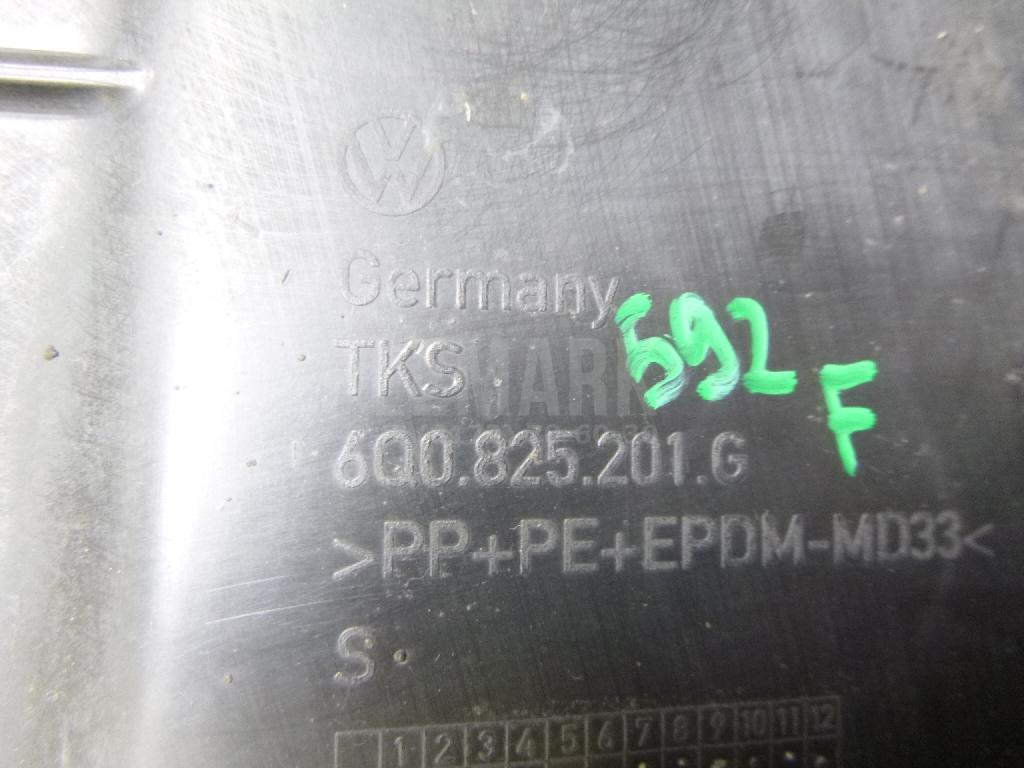 Germany
TKS
592
F
6Q0.825.201.G
>PP+PE+EPDM-MD33<
S
1 2 3 4 5 6 7 8 9 10 11 12